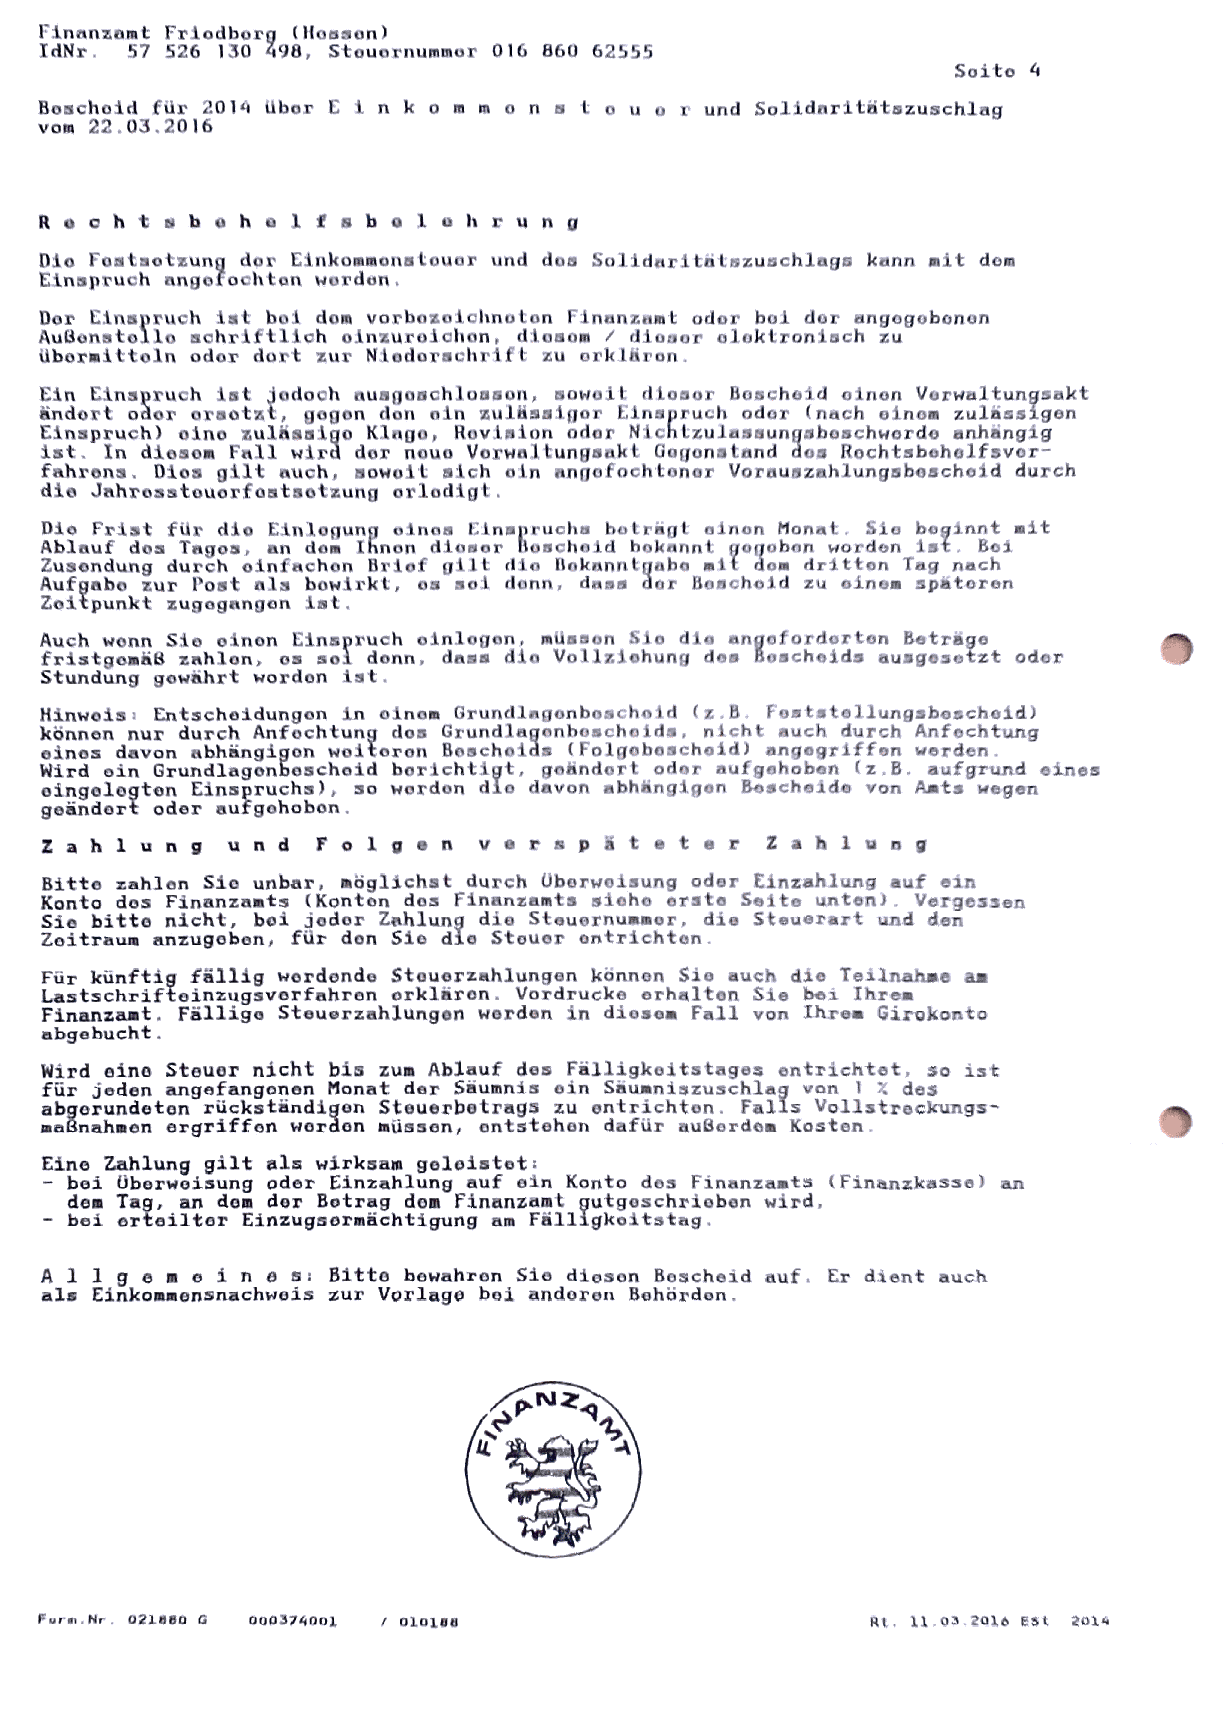 Finanzamt Friedberg (Hessen)
IdNr. 57 526 130 498, Steuernummer 016 860 62555
Seite 4
Bescheid für 2014 über E i n k o m m e n s t e u e r und Solidaritätszuschlag
vom 22.03.2016
R e c h t s b e h e l f s b e l e h r u n g
Die Festsetzung der Einkommensteuer und des Solidaritätszuschlags kann mit dem
Einspruch angefochten werden.
Der Einspruch ist bei dem vorbezeichneten Finanzamt oder bei der angegebenen
Außenstelle schriftlich einzureichen, diesem / dieser elektronisch zu
übermitteln oder dort zur Niederschrift zu erklären.
Ein Einspruch ist jedoch ausgeschlossen, soweit dieser Bescheid einen Verwaltungsakt
ändert oder ersetzt, gegen den ein zulässiger Einspruch oder (nach einem zulässigen
Einspruch) eine zulässige Klage, Revision oder Nichtzulassungsbeschwerde anhängig
ist. In diesem Fall wird der neue Verwaltungsakt Gegenstand des Rechtsbehelfsver-
fahrens. Dies gilt auch, soweit sich ein angefochtener Vorauszahlungsbescheid durch
die Jahressteuerfestsetzung erledigt.
Die Frist für die Einlegung eines Einspruchs beträgt einen Monat. Sie beginnt mit
Ablauf des Tages, an dem Ihnen dieser Bescheid bekannt gegeben worden ist. Bei
Zusendung durch einfachen Brief gilt die Bekanntgabe mit dem dritten Tag nach
Aufgabe zur Post als bewirkt, es sei denn, dass der Bescheid zu einem späteren
Zeitpunkt zugegangen ist.
Auch wenn Sie einen Einspruch einlegen, müssen Sie die angeforderten Beträge
fristgemäß zahlen, es sei denn, dass die Vollziehung des Bescheids ausgesetzt oder
Stundung gewährt worden ist.
Hinweis: Entscheidungen in einem Grundlagenbescheid (z.B. Feststellungsbescheid)
können nur durch Anfechtung des Grundlagenbescheids, nicht auch durch Anfechtung
eines davon abhängigen weiteren Bescheids (Folgebescheid) angegriffen werden.
Wird ein Grundlagenbescheid berichtigt, geändert oder aufgehoben (z.B. aufgrund eines
eingelegten Einspruchs), so werden die davon abhängigen Bescheide von Amts wegen
geändert oder aufgehoben.
Z a h l u n g  u n d  F o l g e n  v e r s p ä t e t e r  Z a h l u n g
Bitte zahlen Sie unbar, möglichst durch Überweisung oder Einzahlung auf ein
Konto des Finanzamts (Konten des Finanzamts siehe erste Seite unten). Vergessen
Sie bitte nicht, bei jeder Zahlung die Steuernummer, die Steuerart und den
Zeitraum anzugeben, für den Sie die Steuer entrichten.
Für künftig fällig werdende Steuerzahlungen können Sie auch die Teilnahme am
Lastschrifteinzugsverfahren erklären. Vordrucke erhalten Sie bei Ihrem
Finanzamt. Fällige Steuerzahlungen werden in diesem Fall von Ihrem Girokonto
abgebucht.
Wird eine Steuer nicht bis zum Ablauf des Fälligkeitstages entrichtet, so ist
für jeden angefangenen Monat der Säumnis ein Säumniszuschlag von 1 % des
abgerundeten rückständigen Steuerbetrags zu entrichten. Falls Vollstreckungs-
maßnahmen ergriffen werden müssen, entstehen dafür außerdem Kosten.
Eine Zahlung gilt als wirksam geleistet:
- bei Überweisung oder Einzahlung auf ein Konto des Finanzamts (Finanzkasse) an
dem Tag, an dem der Betrag dem Finanzamt gutgeschrieben wird,
- bei erteilter Einzugsermächtigung am Fälligkeitstag.
A l l g e m e i n e s: Bitte bewahren Sie diesen Bescheid auf. Er dient auch
als Einkommensnachweis zur Vorlage bei anderen Behörden.
FINANZAMT
Form.Nr. 021880 G 000374001 / 010188
Rt. 11.03.2016 ESt 2014